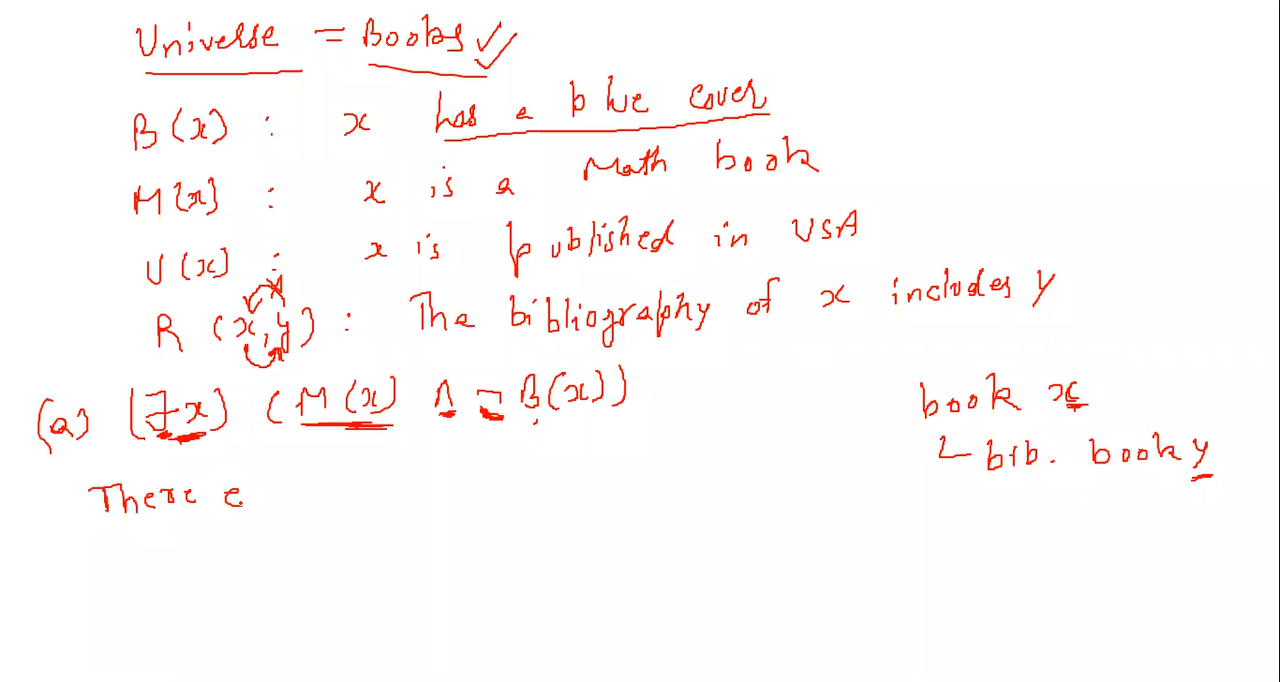 Universe = Books ✓
B(x) : x has a blue cover
M(x) : x is a Math book
U(x) : x is published in USA
R(x,y) : The bibliography of x includes y
(a) (∃x) (M(x) ∧ ¬B(x))
book x
└ bib. book y
There e